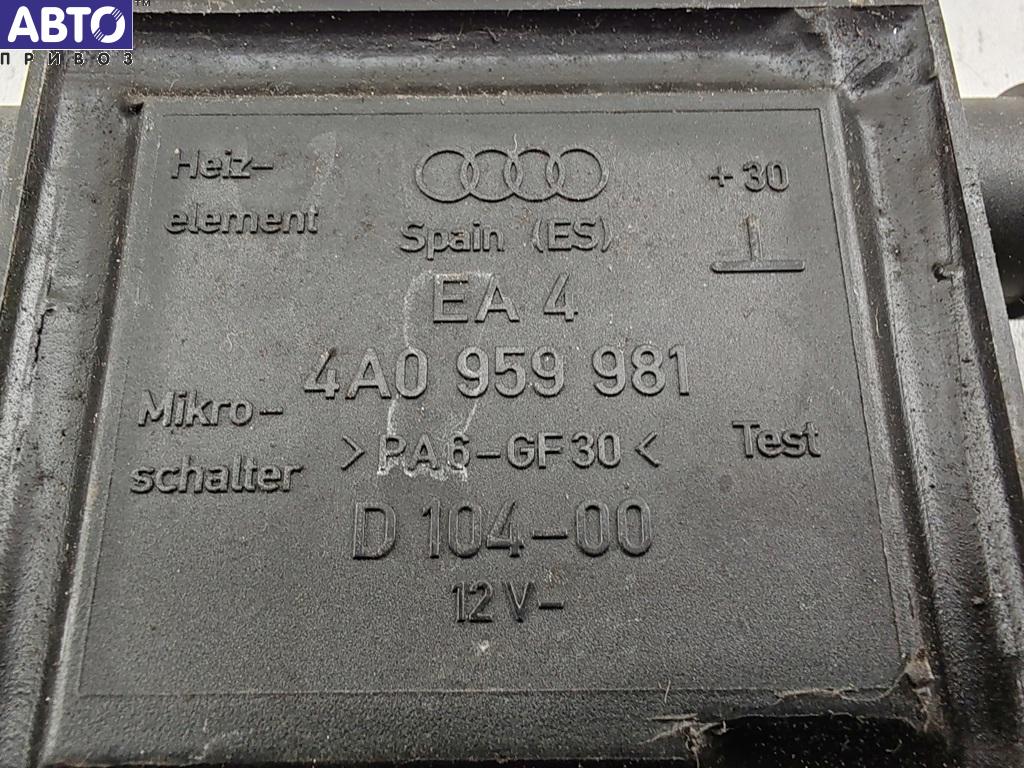 АВТО™
ПРИВОЗ
Heiz-
element
Spain (ES)
+ 30
EA 4
4A0 959 981
Mikro-
schalter
>PA6-GF30<
Test
D 104-00
12 V-